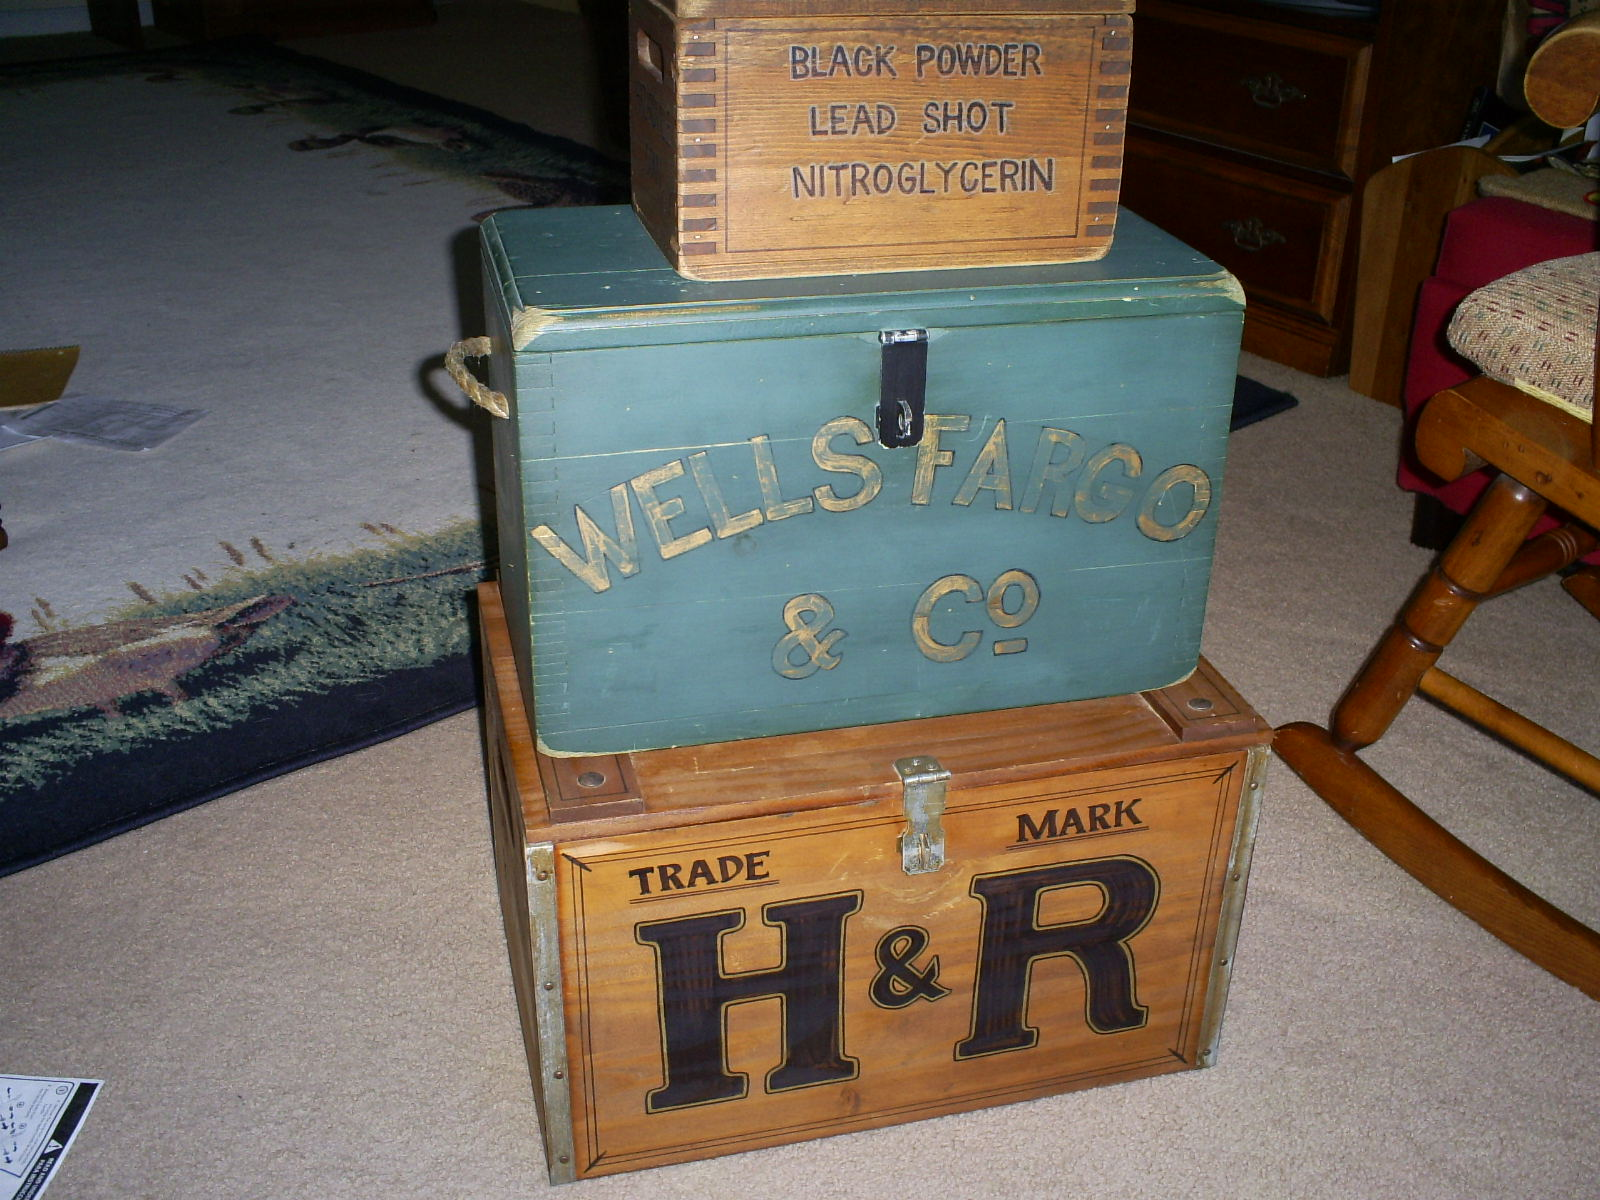 BLACK POWDER
LEAD SHOT
NITROGLYCERIN
WELLS FARGO
& Cº
TRADE MARK
H&R